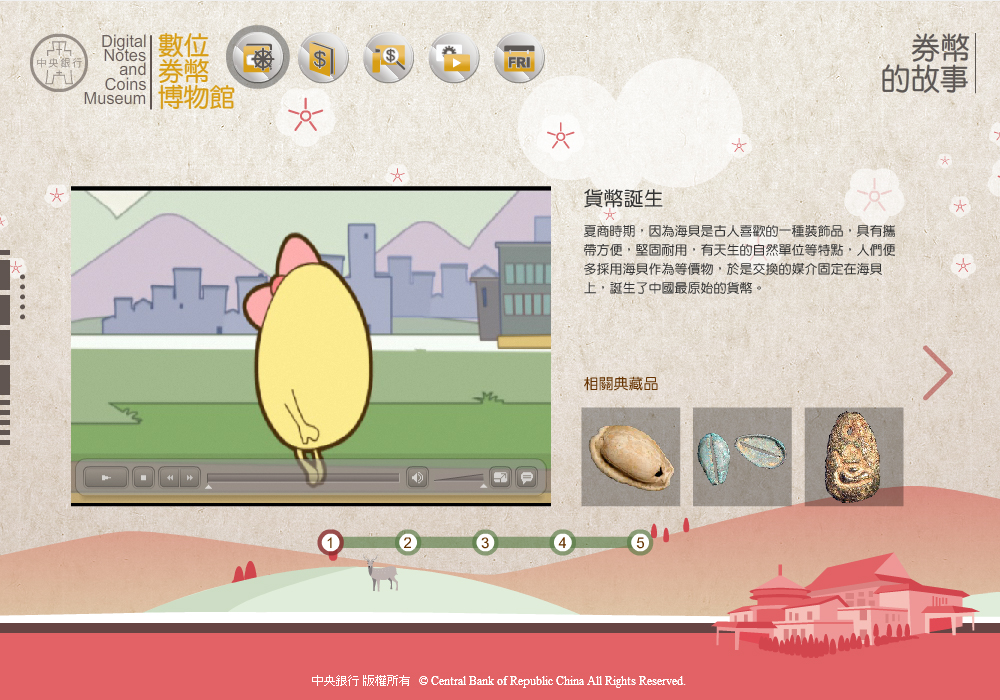 中央銀行
Digital
Notes
and
Coins
Museum
數位
券幣
博物館
$
$
FRI
券幣
的故事
貨幣誕生
夏商時期，因為海貝是古人喜歡的一種裝飾品，具有攜
帶方便，堅固耐用，有天生的自然單位等特點，人們便
多採用海貝作為等價物，於是交換的媒介固定在海貝
上，誕生了中國最原始的貨幣。
相關典藏品
1 2 3 4 5
中央銀行 版權所有 © Central Bank of Republic China All Rights Reserved.